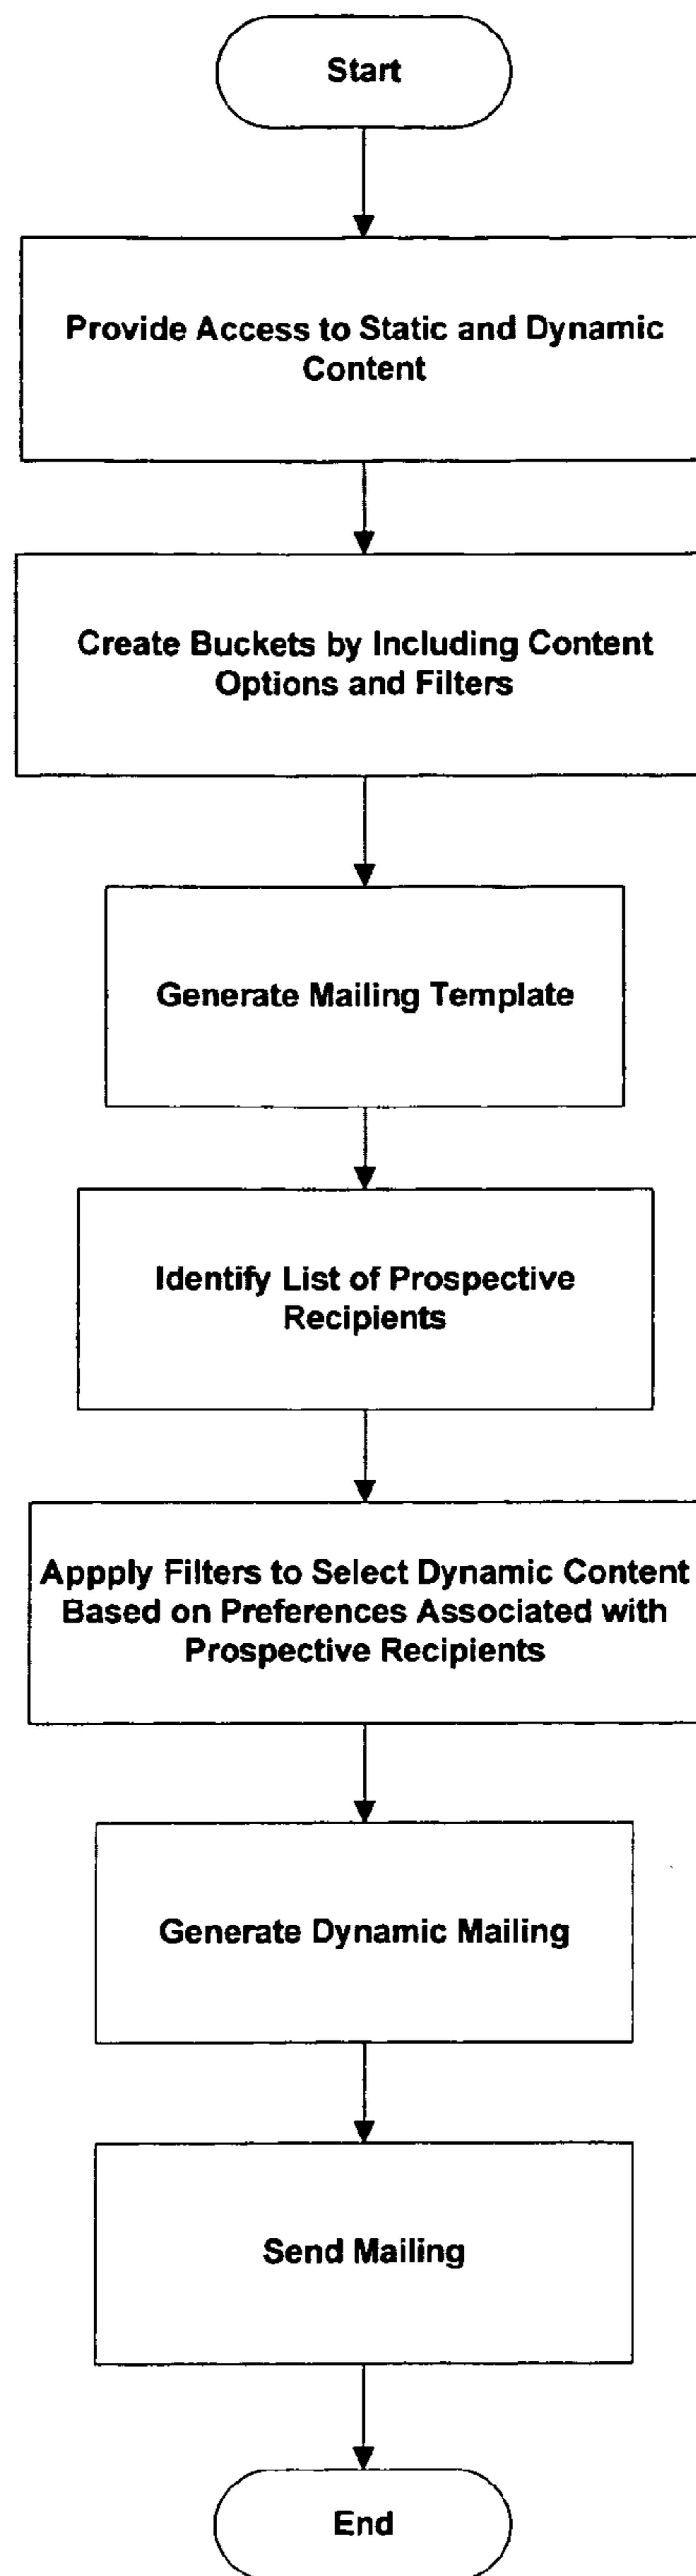 Start
Provide Access to Static and Dynamic
Content
Create Buckets by Including Content
Options and Filters
Generate Mailing Template
Identify List of Prospective
Recipients
Appply Filters to Select Dynamic Content
Based on Preferences Associated with
Prospective Recipients
Generate Dynamic Mailing
Send Mailing
End